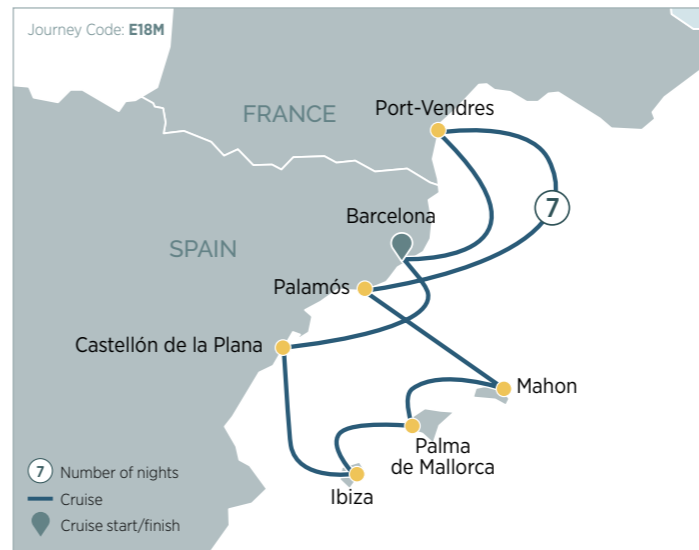 Journey Code: E18M
FRANCE
Port-Vendres
7
Barcelona
SPAIN
Palamós
Castellón de la Plana
Mahon
Palma
de Mallorca
Ibiza
7 Number of nights
Cruise
Cruise start/finish